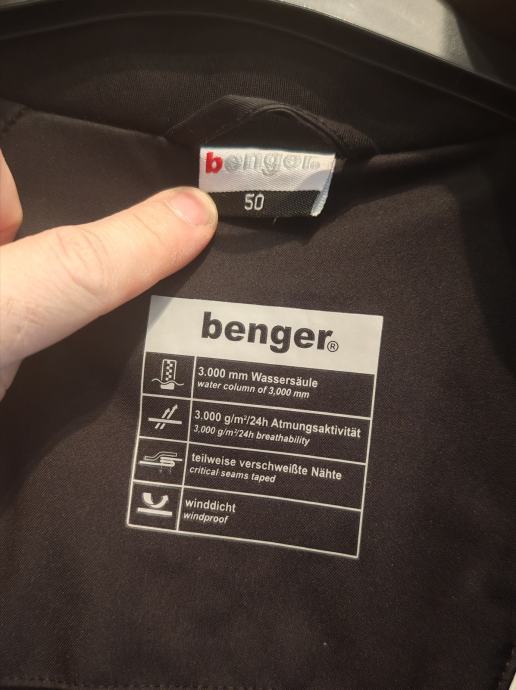 benger®
50
benger®
3.000 mm Wassersäule
water column of 3,000 mm
3.000 g/m²/24h Atmungsaktivität
3,000 g/m²/24h breathability
teilweise verschweißte Nähte
critical seams taped
winddicht
windproof